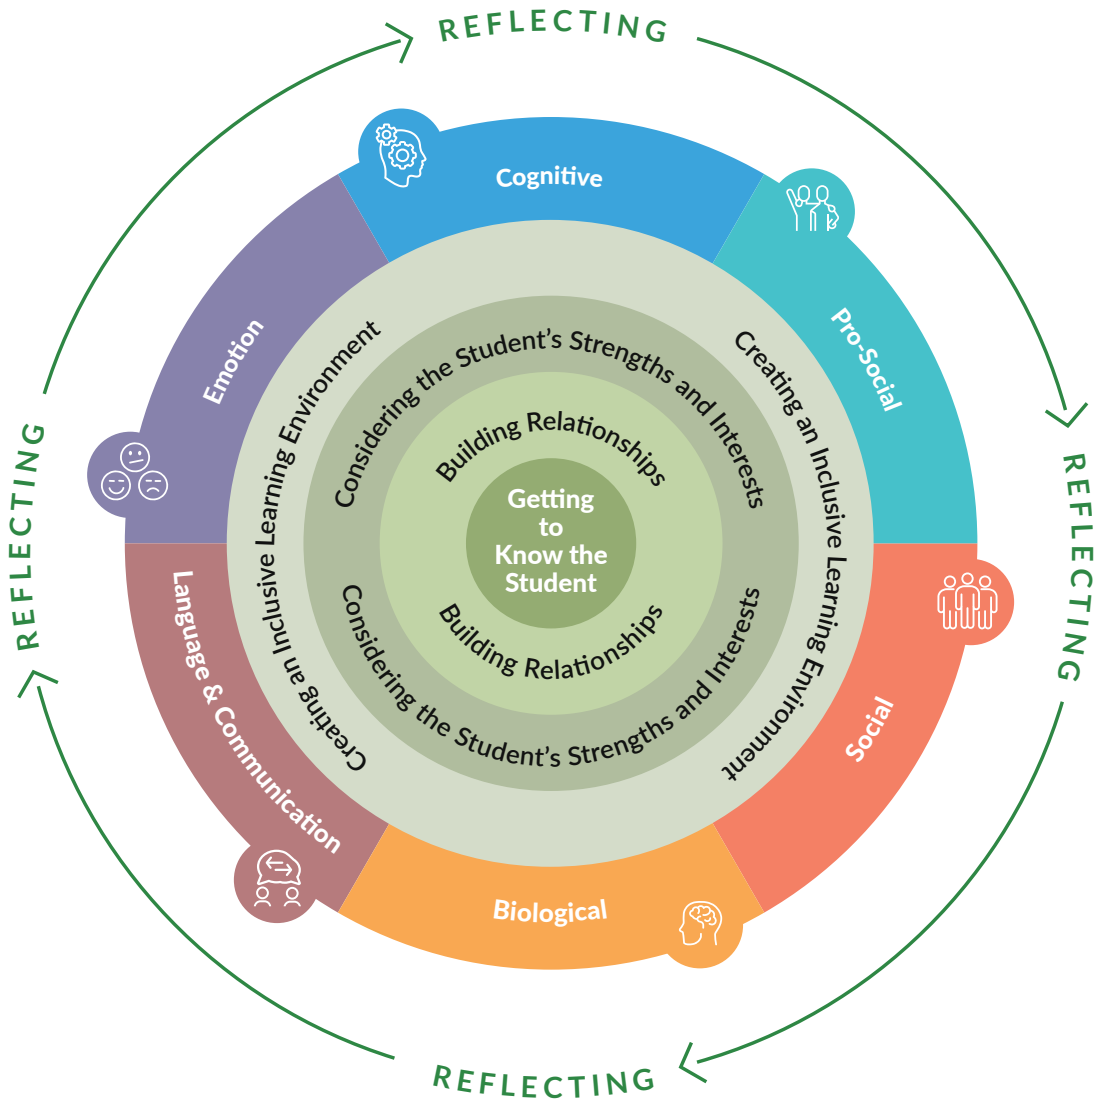 REFLECTING
Cognitive
Pro-Social
Emotion
Creating an Inclusive Learning Environment
Creating an Inclusive Learning Environment
Considering the Student’s Strengths and Interests
Building Relationships
Getting
to
Know the
Student
Building Relationships
Considering the Student’s Strengths and Interests
REFLECTING
REFLECTING
Language & Communication
Social
Biological
REFLECTING